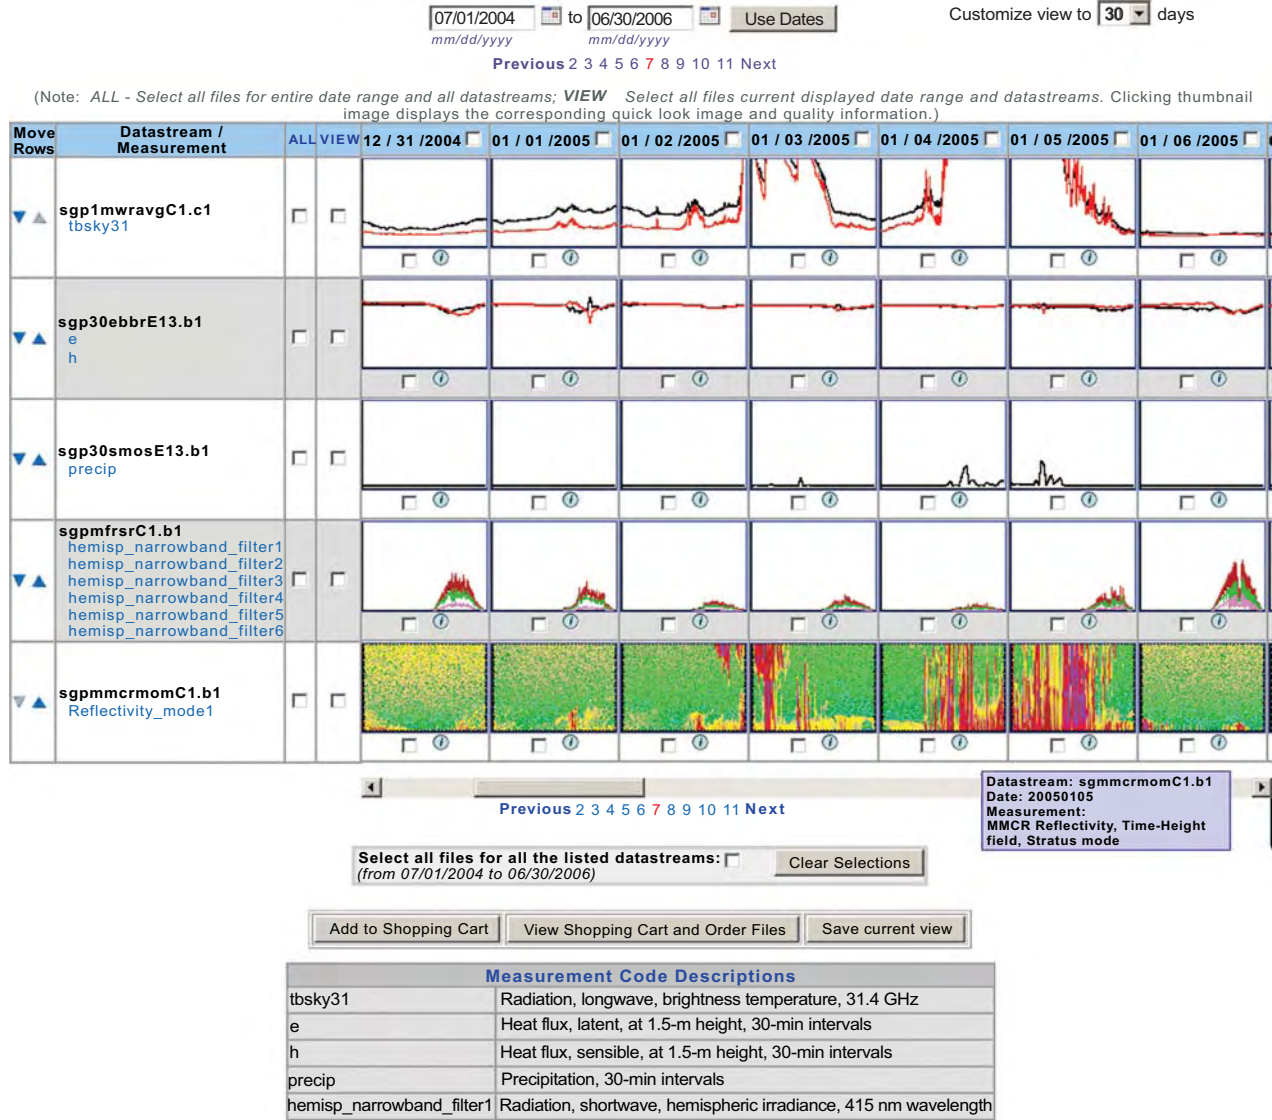 07/01/2004 to 06/30/2006 Use Dates Customize view to 30 days
mm/dd/yyyy mm/dd/yyyy
Previous 2 3 4 5 6 7 8 9 10 11 Next
(Note: ALL - Select all files for entire date range and all datastreams; VIEW Select all files current displayed date range and datastreams. Clicking thumbnail
image displays the corresponding quick look image and quality information.)
Move Rows Datastream / Measurement ALL VIEW 12 / 31 /2004 01 / 01 /2005 01 / 02 /2005 01 / 03 /2005 01 / 04 /2005 01 / 05 /2005 01 / 06 /2005
sgp1mwravgC1.c1
tbsky31
sgp30ebbrE13.b1
e
h
sgp30smosE13.b1
precip
sgpmfrsrC1.b1
hemisp_narrowband_filter1
hemisp_narrowband_filter2
hemisp_narrowband_filter3
hemisp_narrowband_filter4
hemisp_narrowband_filter5
hemisp_narrowband_filter6
sgpmmcrmomC1.b1
Reflectivity_mode1
Previous 2 3 4 5 6 7 8 9 10 11 Next
Datastream: sgmmcrmomC1.b1
Date: 20050105
Measurement:
MMCR Reflectivity, Time-Height
field, Stratus mode
Select all files for all the listed datastreams: Clear Selections
(from 07/01/2004 to 06/30/2006)
Add to Shopping Cart View Shopping Cart and Order Files Save current view
Measurement Code Descriptions
tbsky31 Radiation, longwave, brightness temperature, 31.4 GHz
e Heat flux, latent, at 1.5-m height, 30-min intervals
h Heat flux, sensible, at 1.5-m height, 30-min intervals
precip Precipitation, 30-min intervals
hemisp_narrowband_filter1 Radiation, shortwave, hemispheric irradiance, 415 nm wavelength